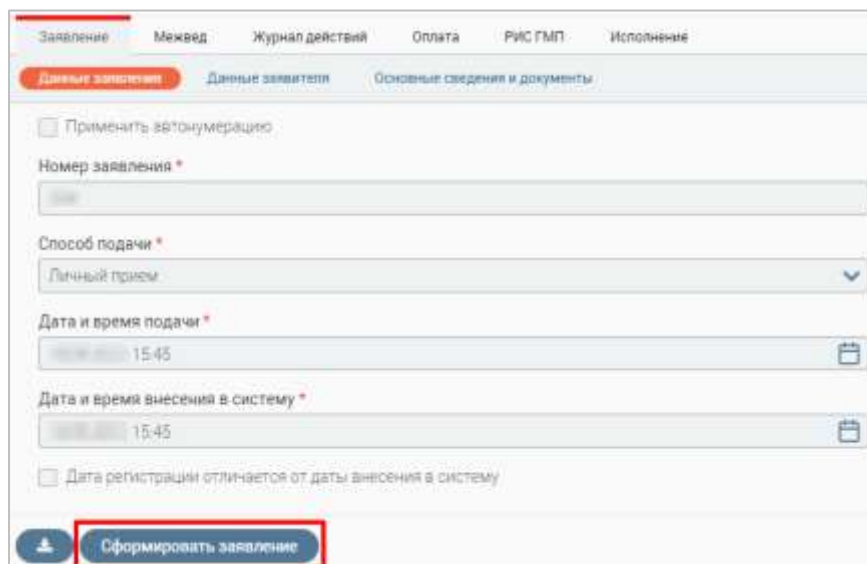 Заявление Межвед Журнал действий Оплата РИС ГМП Исполнение
Данные заявления Данные заявителя Основные сведения и документы
Применить автонумерацию
Номер заявления *
Способ подачи *
Личный прием
Дата и время подачи *
15:45
Дата и время внесения в систему *
15:45
Дата регистрации отличается от даты внесения в систему
Сформировать заявление